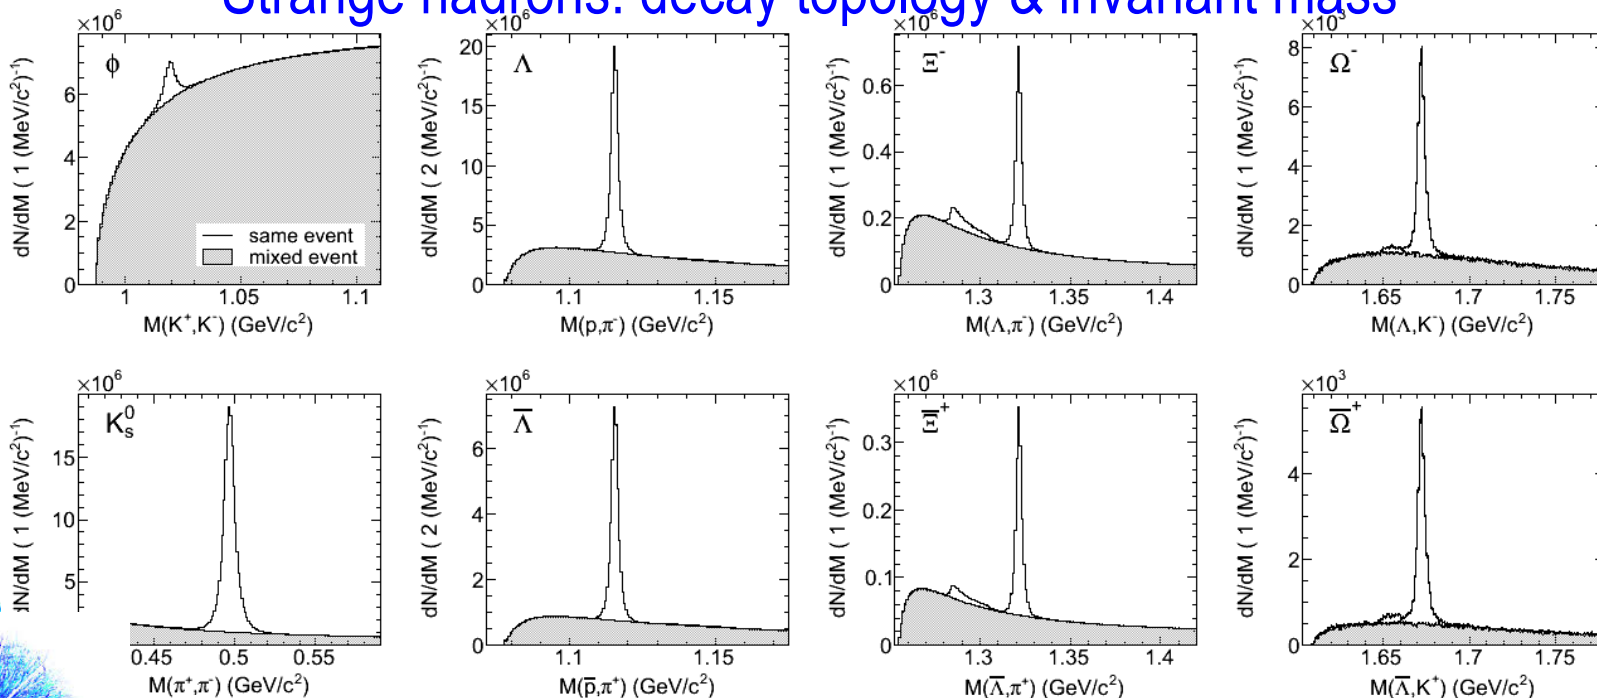 Strange hadrons: decay topology & invariant mass
×10⁶
ϕ
dN/dM ( 1 (MeV/c²)⁻¹)
6
4
2
0
same event
mixed event
1 1.05 1.1
M(K⁺,K⁻) (GeV/c²)
×10⁶
Λ
dN/dM ( 2 (MeV/c²)⁻¹)
20
15
10
5
0
1.1 1.15
M(p,π⁻) (GeV/c²)
×10⁶
Ξ⁻
dN/dM ( 1 (MeV/c²)⁻¹)
0.6
0.4
0.2
0
1.3 1.35 1.4
M(Λ,π⁻) (GeV/c²)
×10³
Ω⁻
dN/dM ( 1 (MeV/c²)⁻¹)
8
6
4
2
0
1.65 1.7 1.75
M(Λ,K⁻) (GeV/c²)
×10⁶
K⁰ₛ
dN/dM ( 1 (MeV/c²)⁻¹)
15
10
5
0.45 0.5 0.55
M(π⁺,π⁻) (GeV/c²)
×10⁶
Λ̅
dN/dM ( 2 (MeV/c²)⁻¹)
6
4
2
0
1.1 1.15
M(p̅,π⁺) (GeV/c²)
×10⁶
Ξ̅⁺
dN/dM ( 1 (MeV/c²)⁻¹)
0.3
0.2
0.1
0
1.3 1.35 1.4
M(Λ̅,π⁺) (GeV/c²)
×10³
Ω̅⁺
dN/dM ( 1 (MeV/c²)⁻¹)
4
2
0
1.65 1.7 1.75
M(Λ̅,K⁺) (GeV/c²)